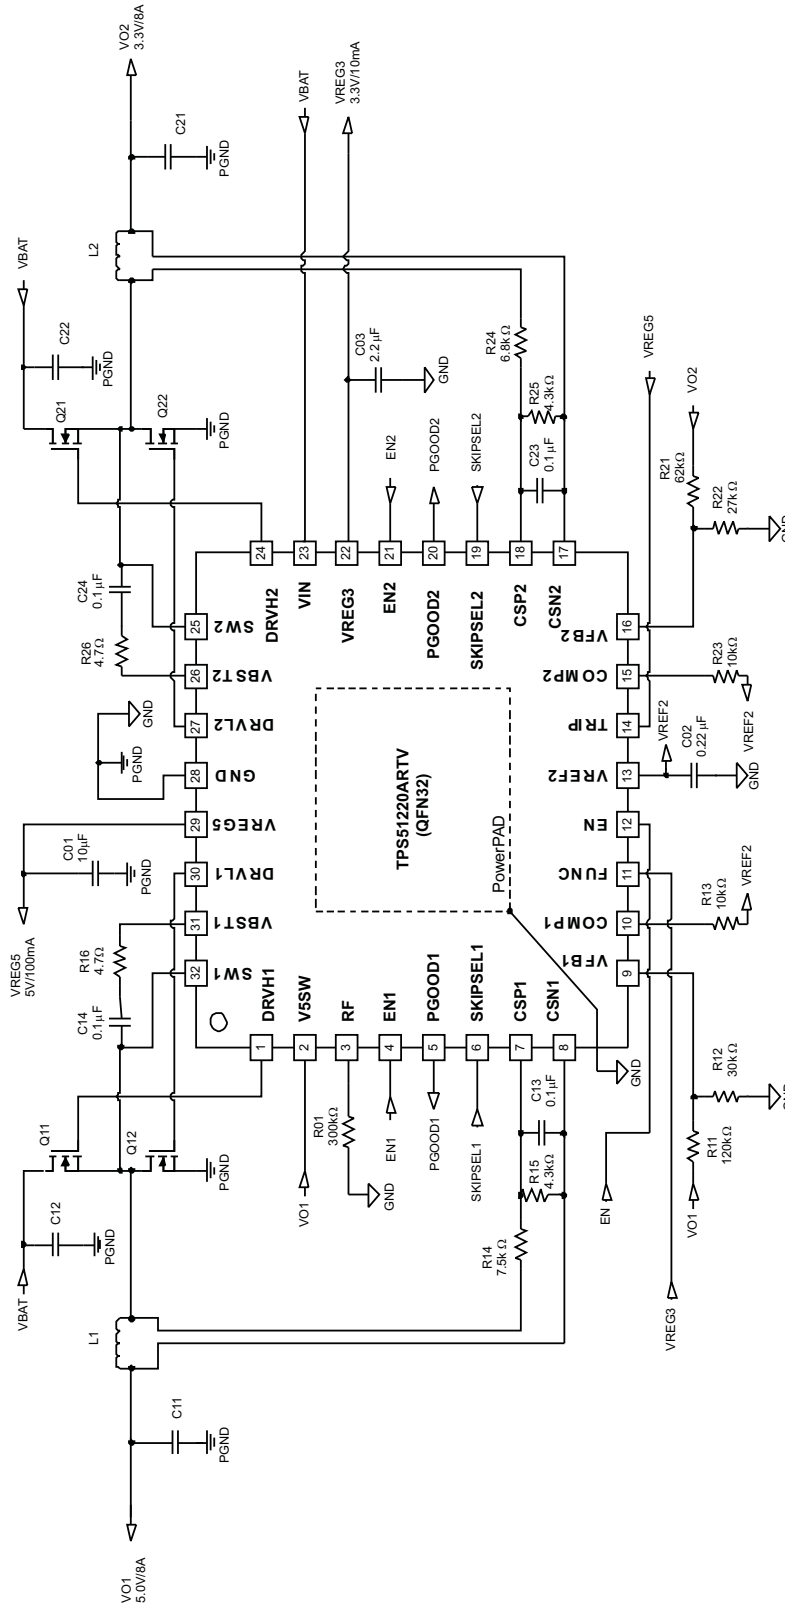 VO1
5.0V/8A
C11
PGND
L1
VBAT
C12
PGND
Q11
Q12
PGND
C14
0.1μF
R16
4.7Ω
VREG5
5V/100mA
C01
10μF
PGND
PGND
GND
R26
4.7Ω
C24
0.1μF
Q21
Q22
PGND
C22
PGND
VBAT
L2
C21
PGND
VO2
3.3V/8A
32
31
30
29
28
27
26
25
SW1
VBST1
DRVL1
VREG5
GND
DRVL2
VBST2
SW2
1
DRVH1
2
V5SW
3
RF
4
EN1
5
PGOOD1
6
SKIPSEL1
7
CSP1
8
CSN1
VO1
R01
300kΩ
GND
EN1
PGOOD1
SKIPSEL1
R14
7.5k Ω
R15
4.3kΩ
C13
0.1μF
TPS51220ARTV
(QFN32)
PowerPAD
GND
DRVH2
24
VIN
23
VREG3
22
EN2
21
PGOOD2
20
SKIPSEL2
19
CSP2
18
CSN2
17
VBAT
VREG3
3.3V/10mA
C03
2.2 μF
GND
EN2
PGOOD2
SKIPSEL2
C23
0.1μF
R25
4.3kΩ
R24
6.8kΩ
VFB1
COMP1
FUNC
EN
VREF2
TRIP
COMP2
VFB2
9
10
11
12
13
14
15
16
VREG3
EN
VO1
R11
120kΩ
R12
30kΩ
GND
R13
10kΩ
VREF2
VREF2
C02
0.22 μF
GND
R23
10kΩ
VREF2
R21
62kΩ
R22
27k Ω
GND
VO2
VREG5